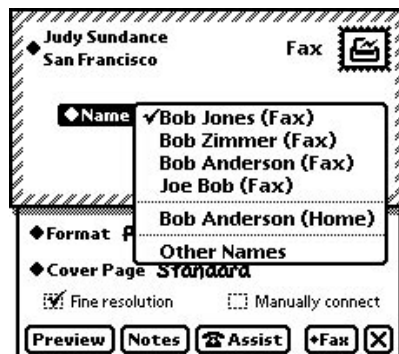 Judy Sundance
San Francisco
Fax
Name
Bob Jones (Fax)
Bob Zimmer (Fax)
Bob Anderson (Fax)
Joe Bob (Fax)
Bob Anderson (Home)
Other Names
Format
Cover Page Standard
Fine resolution Manually connect
Preview Notes Assist Fax